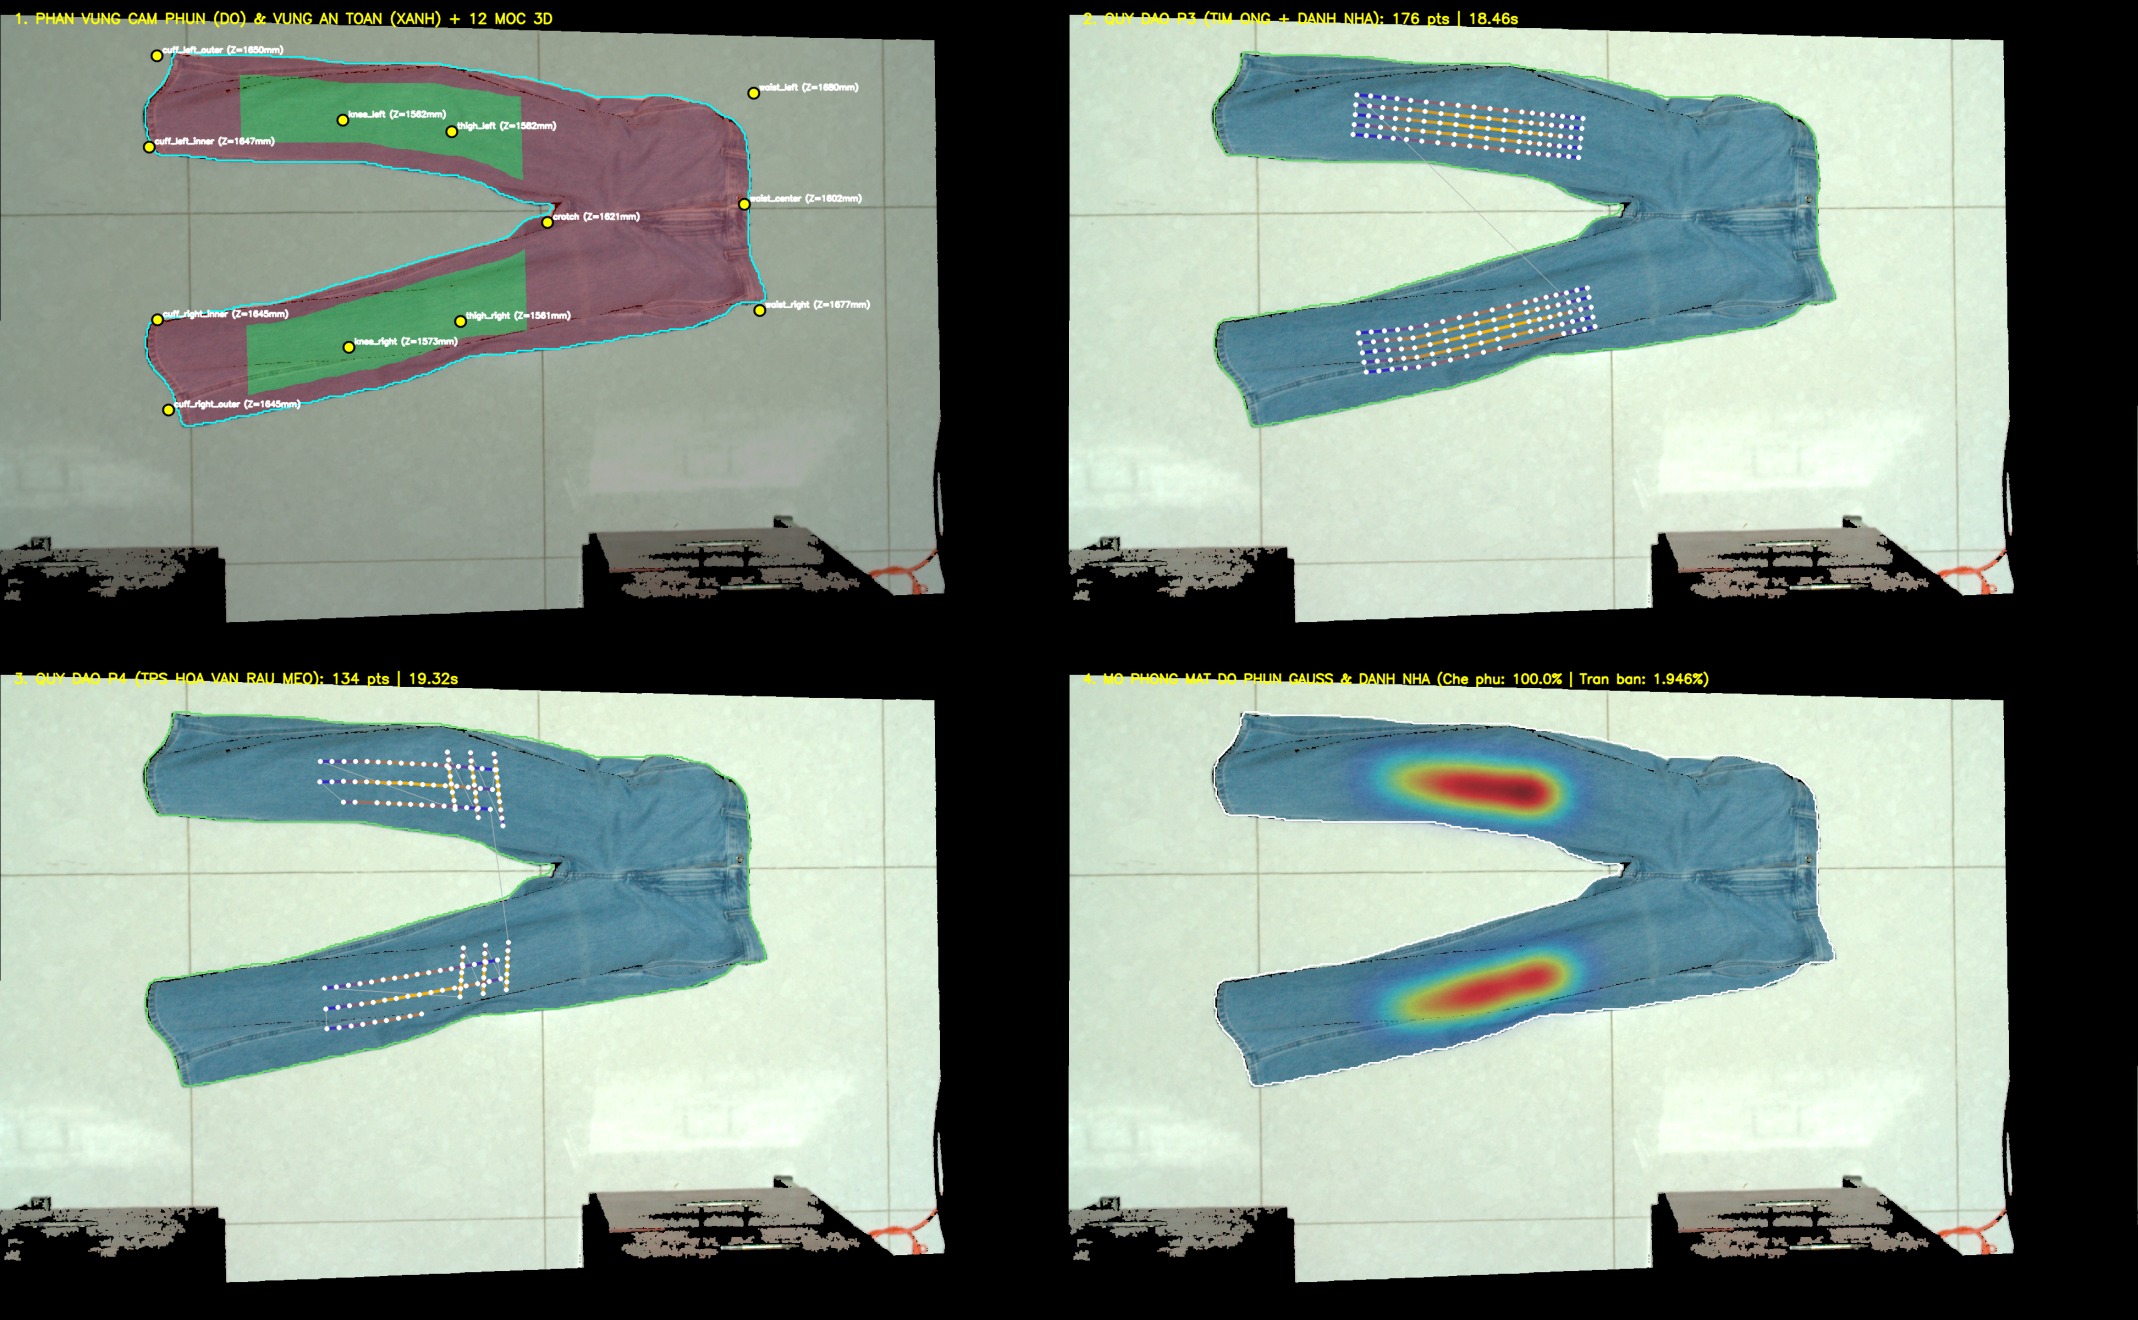 1. PHAN VUNG CAM PHUN (DO) & VUNG AN TOAN (XANH) + 12 MOC 3D
cuff_left_outer (Z=1650mm)
waist_left (Z=1680mm)
knee_left (Z=1562mm)
thigh_left (Z=1582mm)
cuff_left_inner (Z=1647mm)
waist_center (Z=1602mm)
crotch (Z=1621mm)
waist_right (Z=1677mm)
cuff_right_inner (Z=1645mm)
thigh_right (Z=1561mm)
knee_right (Z=1573mm)
cuff_right_outer (Z=1645mm)
2. QUY DAO P3 (TIM ONG + DANH NHA): 176 pts | 18.46s
3. QUY DAO P4 (TPS HOA VAN RAU MEO): 134 pts | 19.32s
4. MO PHONG MAT DO PHUN GAUSS & DANH NHA (Che phu: 100.0% | Tran ban: 1.946%)